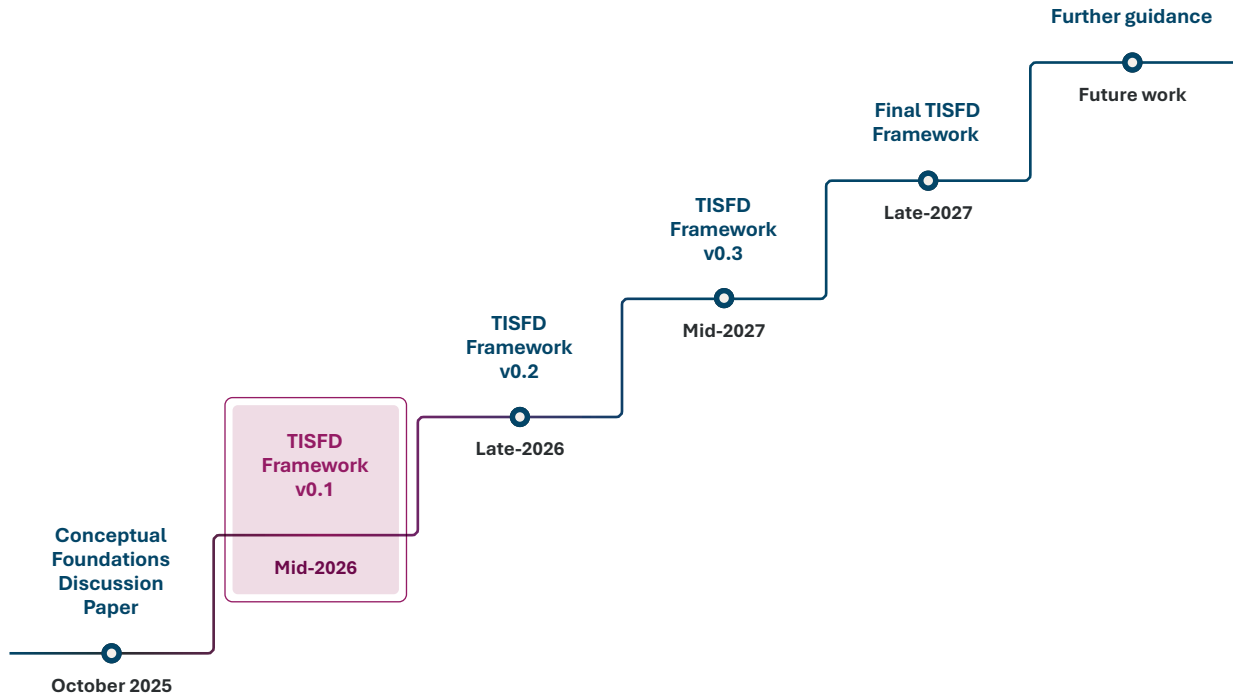 Conceptual
Foundations
Discussion
Paper
October 2025
TISFD
Framework
v0.1
Mid-2026
TISFD
Framework
v0.2
Late-2026
TISFD
Framework
v0.3
Mid-2027
Final TISFD
Framework
Late-2027
Further guidance
Future work